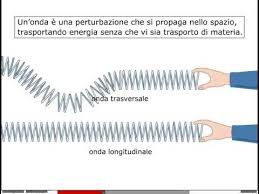 Un'onda è una perturbazione che si propaga nello spazio,
trasportando energia senza che vi sia trasporto di materia.
onda trasversale
onda longitudinale